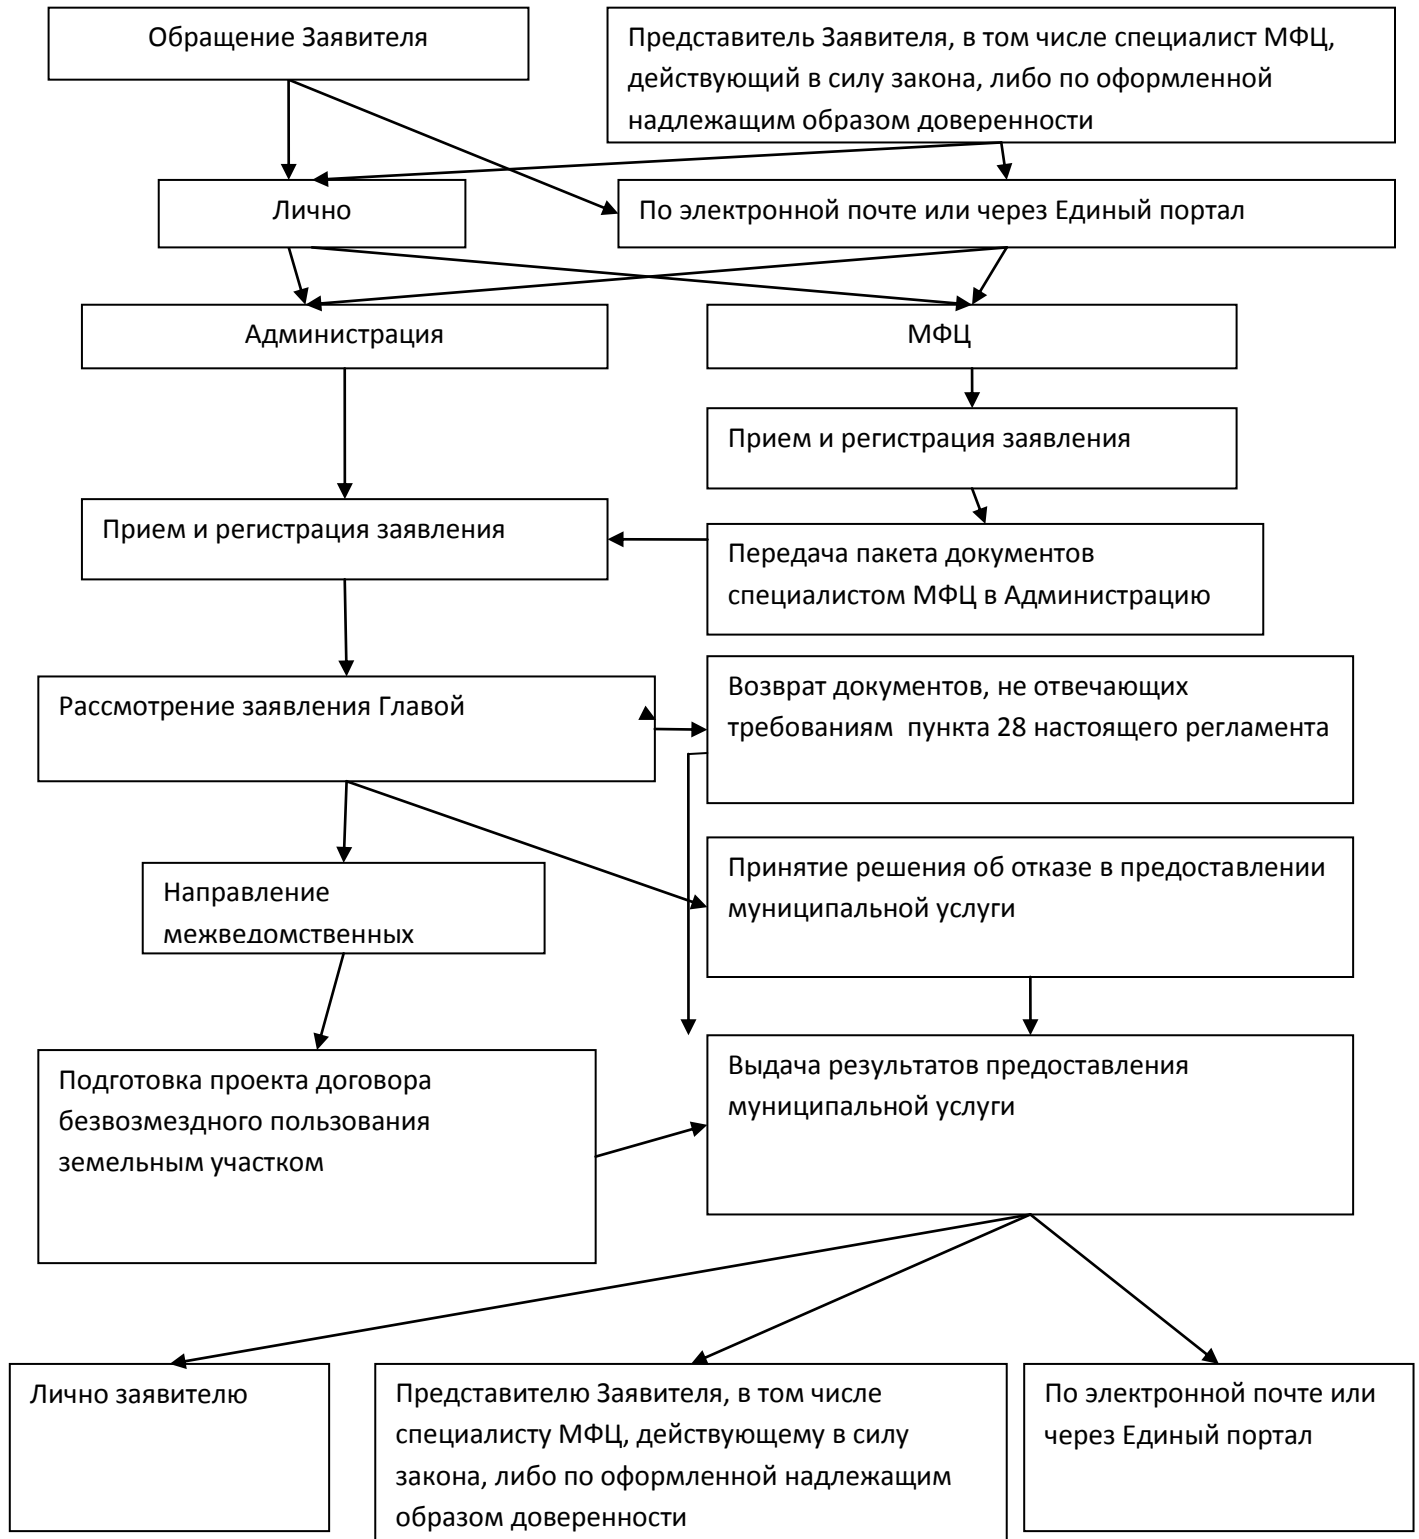 Обращение Заявителя
Представитель Заявителя, в том числе специалист МФЦ,
действующий в силу закона, либо по оформленной
надлежащим образом доверенности
Лично
По электронной почте или через Единый портал
Администрация
МФЦ
Прием и регистрация заявления
Прием и регистрация заявления
Передача пакета документов
специалистом МФЦ в Администрацию
Рассмотрение заявления Главой
Возврат документов, не отвечающих
требованиям пункта 28 настоящего регламента
Направление
межведомственных
Принятие решения об отказе в предоставлении
муниципальной услуги
Подготовка проекта договора
безвозмездного пользования
земельным участком
Выдача результатов предоставления
муниципальной услуги
Лично заявителю
Представителю Заявителя, в том числе
специалисту МФЦ, действующему в силу
закона, либо по оформленной надлежащим
образом доверенности
По электронной почте или
через Единый портал